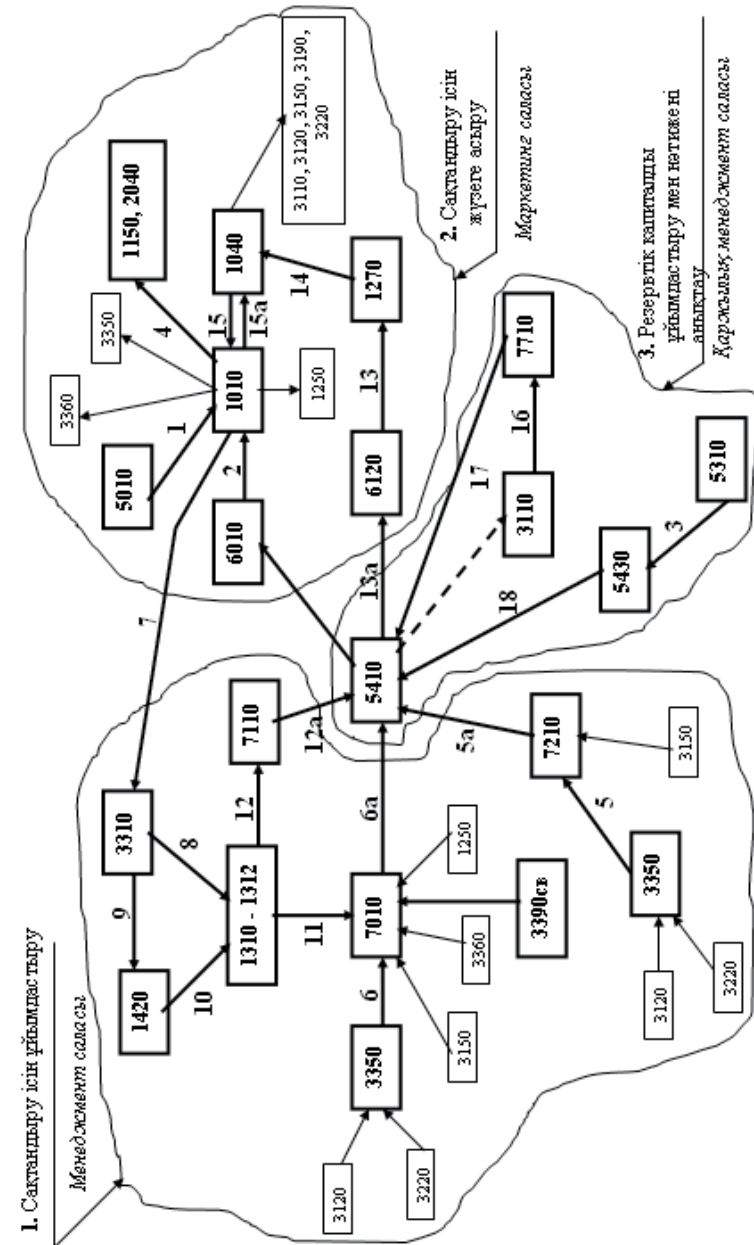 1. Сақтандыру ісін ұйымдастыру
Менеджмент саласы
1420
9
3310
7
10
8
1310 - 1312
12
7110
12а
11
3120
3220
3350
6
7010
3150
3360
1250
3390св
6а
5410
3120
3220
3350
5
7210
3150
5а
5010
1
3360
3350
4
1150, 2040
6010
2
1010
15
15а
1040
3110, 3120, 3150, 3190,
3220
1250
14
13а
6120
13
1270
2. Сақтандыру ісін
жүзеге асыру
Маркетинг саласы
17
7710
16
3110
18
5430
3
5310
3. Резервтік капиталды
ұйымдастыру мен нәтижені
анықтау
Қаржылық менеджмент саласы